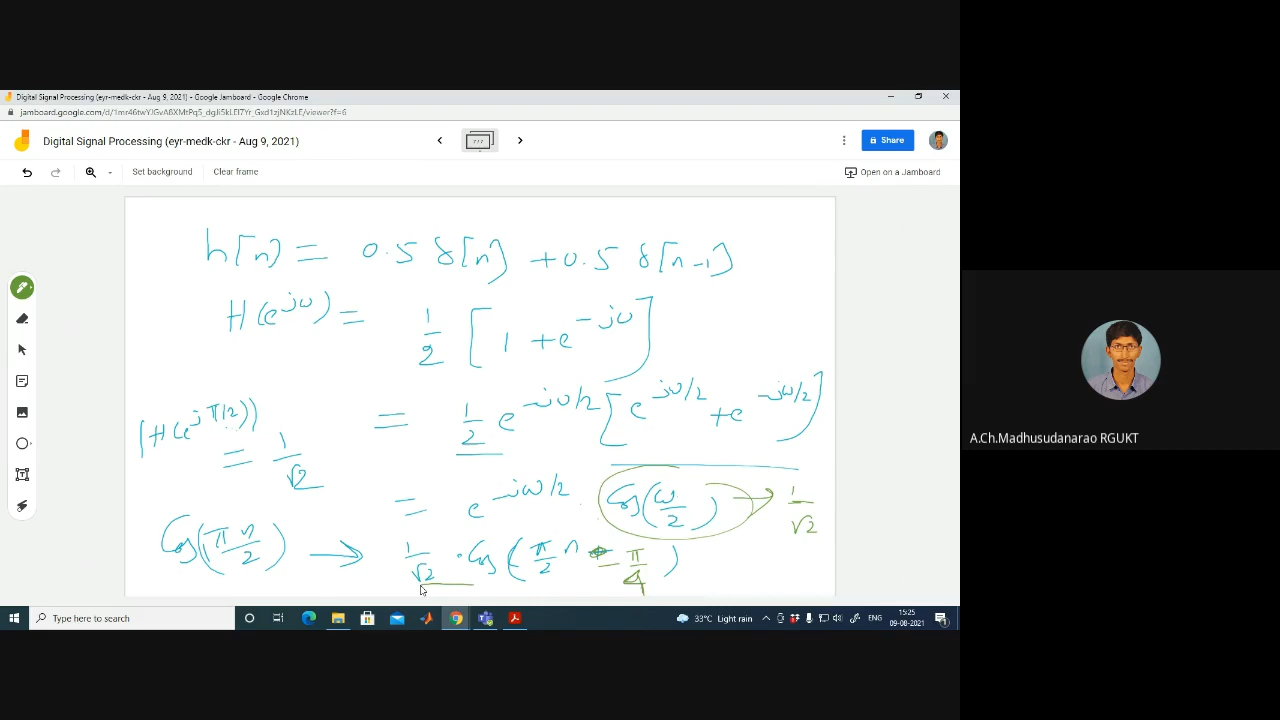 Digital Signal Processing (eyr-medk-ckr - Aug 9, 2021) - Google Jamboard - Google Chrome
Digital Signal Processing (eyr-medk-ckr - Aug 9, 2021)
Share
Set background
Clear frame
Open on a Jamboard
h[n] = 0.5 δ[n] + 0.5 δ[n-1]
H(e^jω) = 1/2 [1 + e^-jω]
= 1/2 e^-jω/2 [e^jω/2 + e^-jω/2]
|H(e^jπ/2)| = 1/√2
= e^-jω/2 . Cos(ω/2) → 1/√2
Cos(πn/2) → 1/√2 · Cos(π/2 n - π/4)
A.Ch.Madhusudanarao RGUKT
Type here to search
33°C Light rain
ENG
15:25
09-08-2021